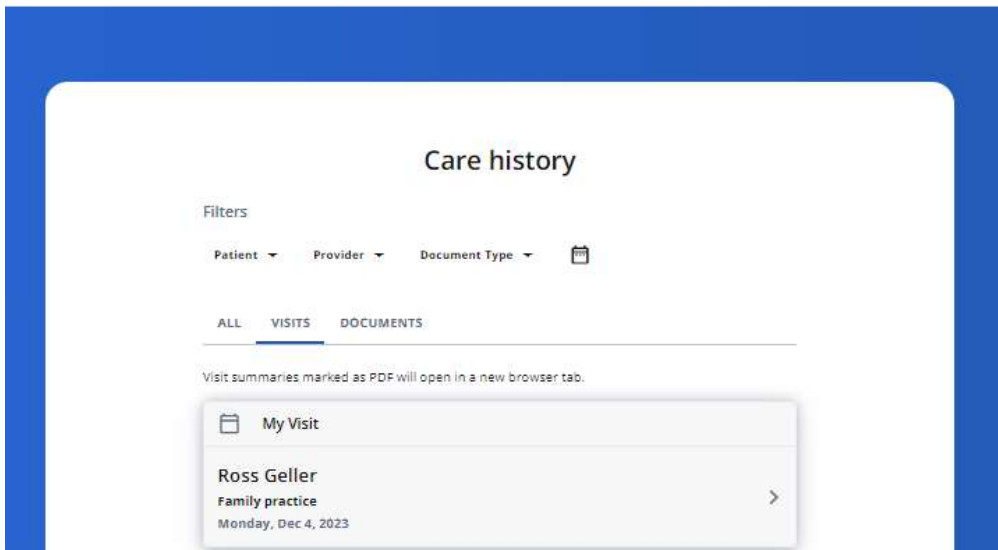 Care history
Filters
Patient Provider Document Type
ALL VISITS DOCUMENTS
Visit summaries marked as PDF will open in a new browser tab.
My Visit
Ross Geller
Family practice
Monday, Dec 4, 2023